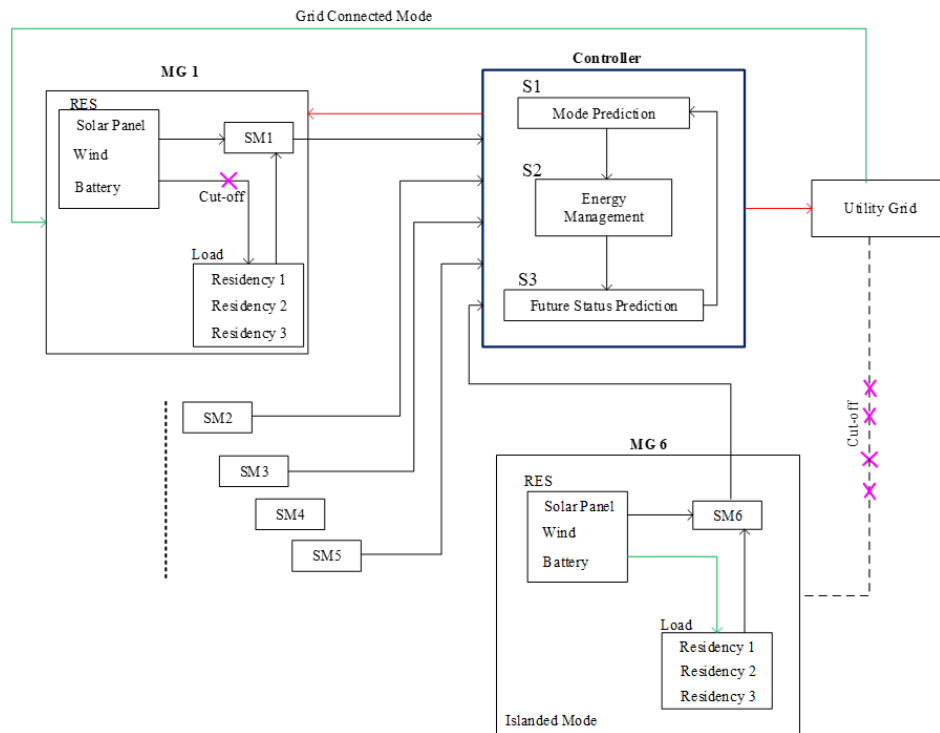 Grid Connected Mode
MG 1
Controller
RES
Solar Panel
Wind
Battery
SM1
Cut-off
Load
Residency 1
Residency 2
Residency 3
S1
Mode Prediction
S2
Energy
Management
S3
Future Status Prediction
Utility Grid
Cut-off
SM2
SM3
SM4
SM5
MG 6
RES
Solar Panel
Wind
Battery
SM6
Load
Residency 1
Residency 2
Residency 3
Islanded Mode